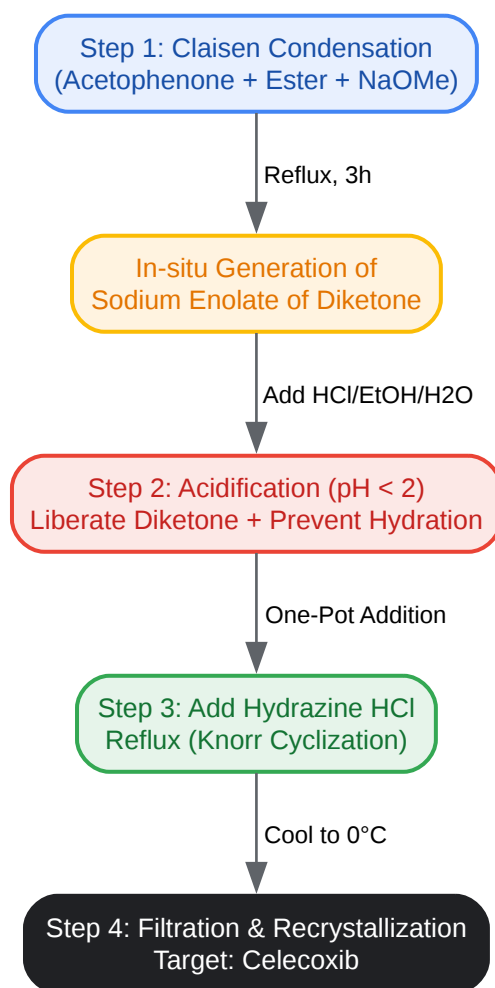 Step 1: Claisen Condensation
(Acetophenone + Ester + NaOMe)
Reflux, 3h
In-situ Generation of
Sodium Enolate of Diketone
Add HCl/EtOH/H2O
Step 2: Acidification (pH < 2)
Liberate Diketone + Prevent Hydration
One-Pot Addition
Step 3: Add Hydrazine HCl
Reflux (Knorr Cyclization)
Cool to 0°C
Step 4: Filtration & Recrystallization
Target: Celecoxib